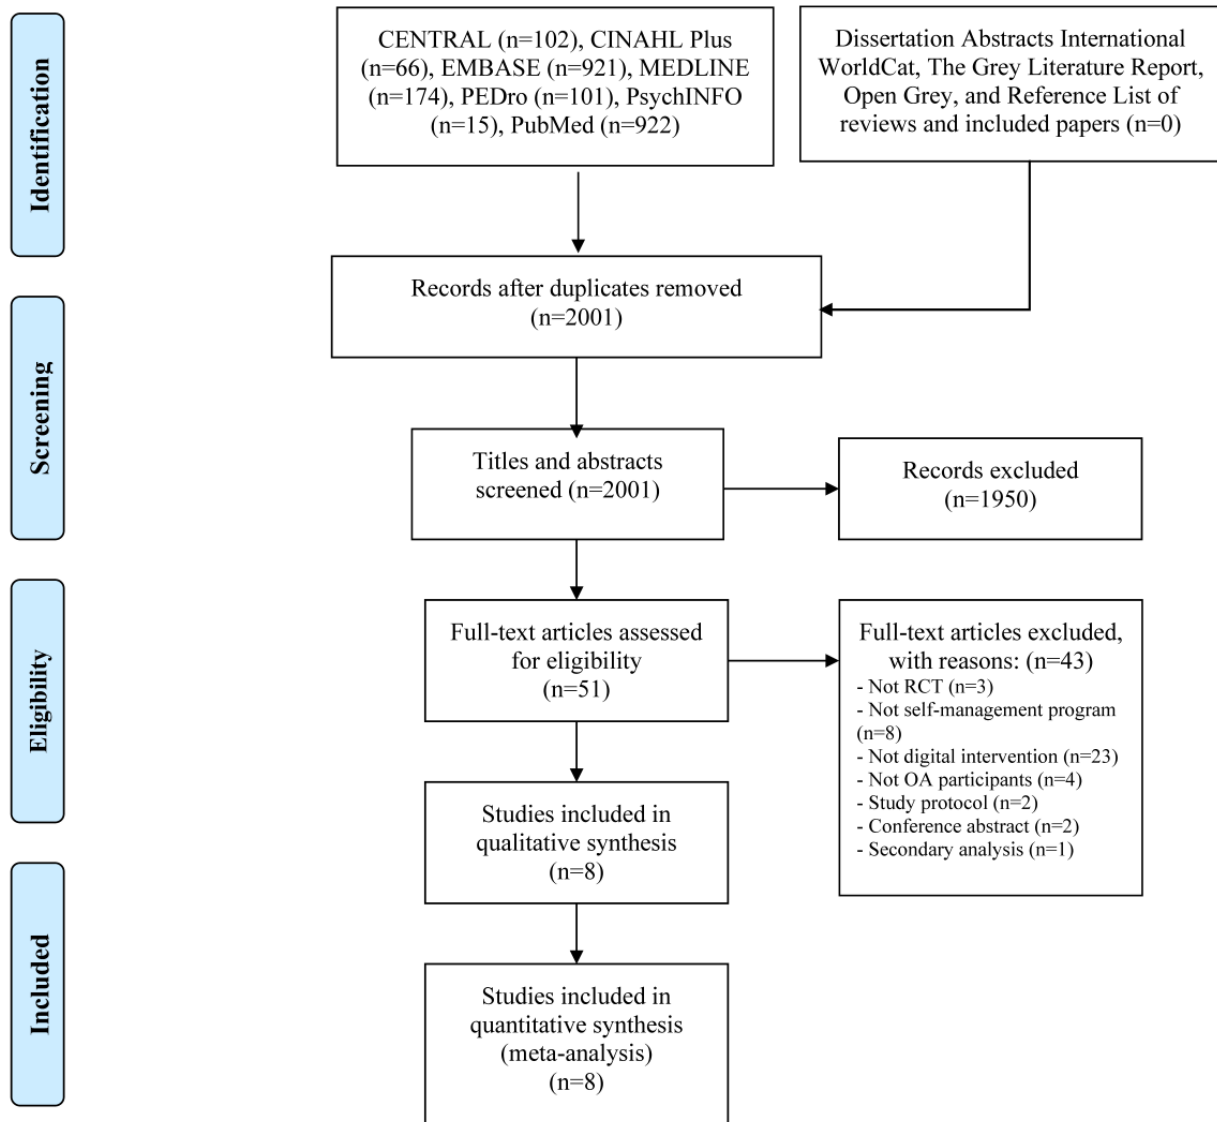 Identification
CENTRAL (n=102), CINAHL Plus
(n=66), EMBASE (n=921), MEDLINE
(n=174), PEDro (n=101), PsychINFO
(n=15), PubMed (n=922)
Dissertation Abstracts International
WorldCat, The Grey Literature Report,
Open Grey, and Reference List of
reviews and included papers (n=0)
Records after duplicates removed
(n=2001)
Screening
Titles and abstracts
screened (n=2001)
Records excluded
(n=1950)
Eligibility
Full-text articles assessed
for eligibility
(n=51)
Full-text articles excluded,
with reasons: (n=43)
- Not RCT (n=3)
- Not self-management program
(n=8)
- Not digital intervention (n=23)
- Not OA participants (n=4)
- Study protocol (n=2)
- Conference abstract (n=2)
- Secondary analysis (n=1)
Studies included in
qualitative synthesis
(n=8)
Included
Studies included in
quantitative synthesis
(meta-analysis)
(n=8)